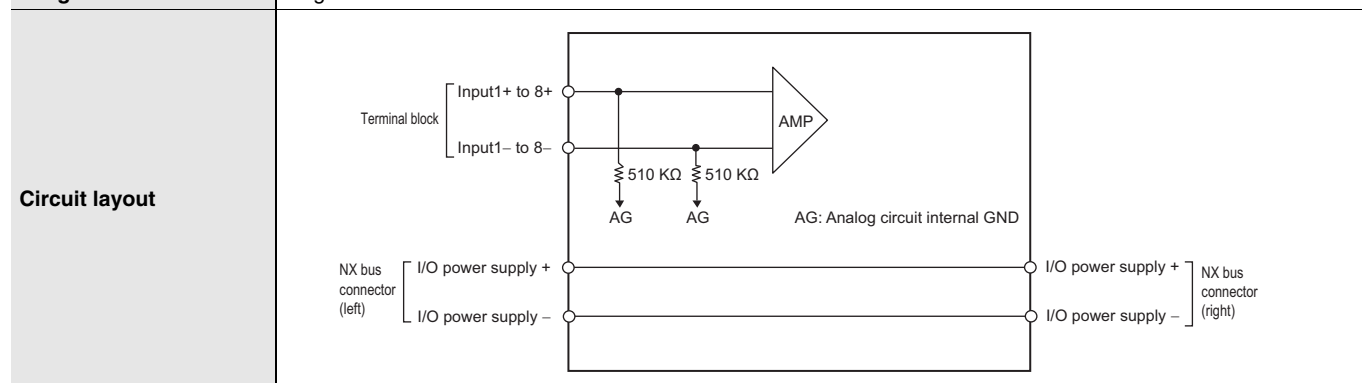 Circuit layout
Terminal block
Input1+ to 8+
Input1− to 8−
AMP
510 KΩ 510 KΩ
AG AG AG: Analog circuit internal GND
NX bus
connector
(left)
I/O power supply +
I/O power supply −
I/O power supply +
I/O power supply −
NX bus
connector
(right)